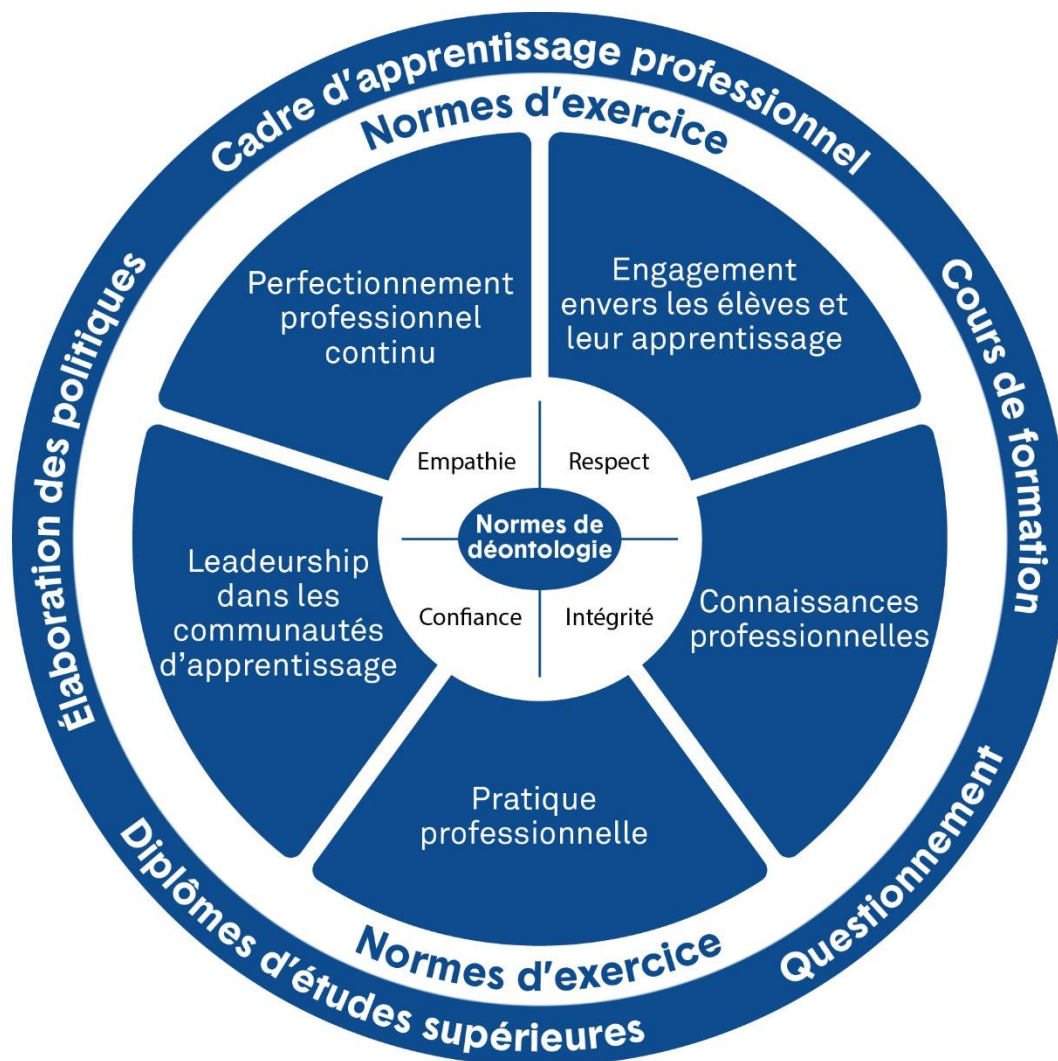 Cadre d'apprentissage professionnel
Normes d'exercice
Perfectionnement
professionnel
continu
Engagement
envers les élèves et
leur apprentissage
Élaboration des politiques
Cours de formation
Empathie
Respect
Normes de
déontologie
Confiance
Intégrité
Leadeurship
dans les
communautés
d'apprentissage
Connaissances
professionnelles
Pratique
professionnelle
Normes d'exercice
Diplômes d'études supérieures
Questionnement